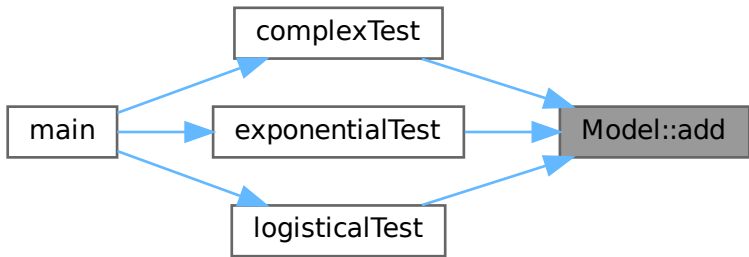 complexTest
main
exponentialTest
Model::add
logisticalTest